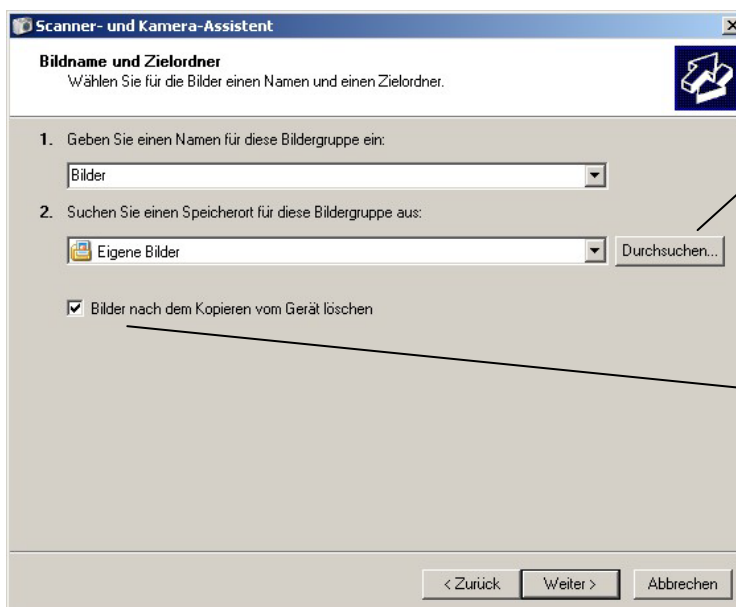 Scanner- und Kamera-Assistent
Bildname und Zielordner
Wählen Sie für die Bilder einen Namen und einen Zielordner.
1. Geben Sie einen Namen für diese Bildergruppe ein:
Bilder
2. Suchen Sie einen Speicherort für diese Bildergruppe aus:
Eigene Bilder Durchsuchen...
Bilder nach dem Kopieren vom Gerät löschen
< Zurück Weiter > Abbrechen